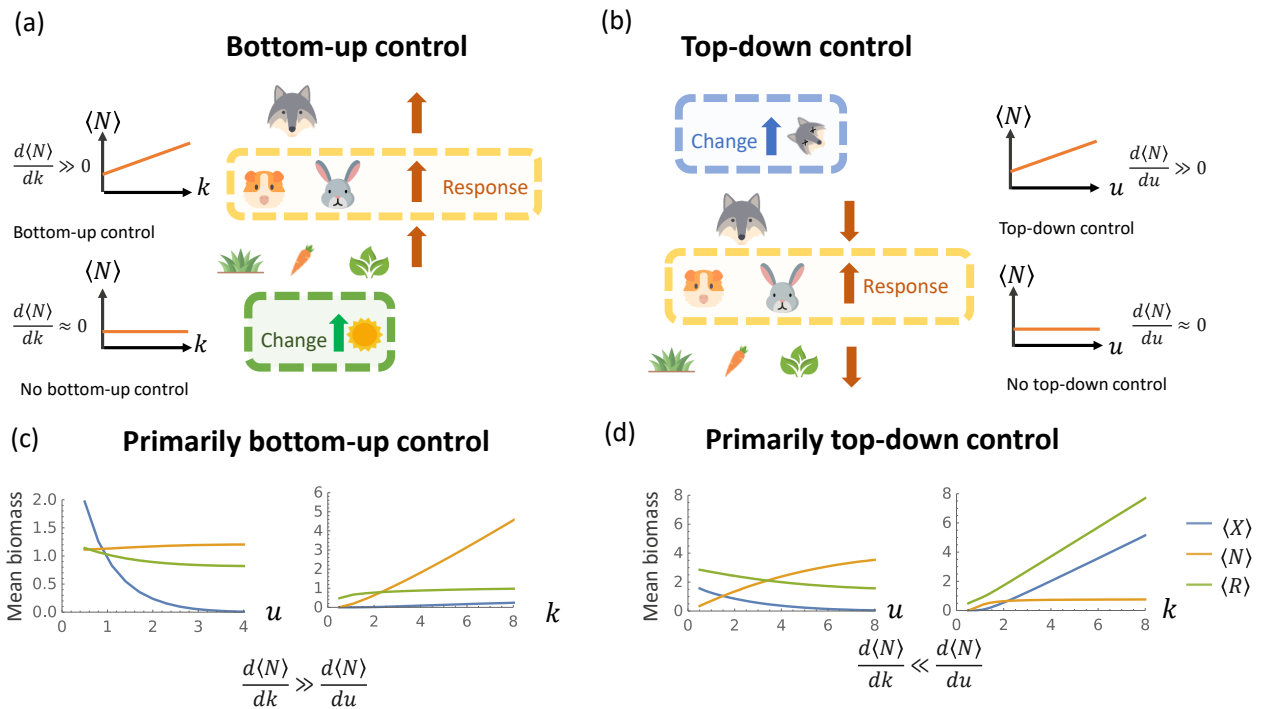 (a)
Bottom-up control
⟨N⟩
d⟨N⟩/dk ≫ 0
k
Bottom-up control
Response
⟨N⟩
d⟨N⟩/dk ≈ 0
k
No bottom-up control
Change
(b)
Top-down control
Change
Response
⟨N⟩
d⟨N⟩/du ≫ 0
u
Top-down control
⟨N⟩
d⟨N⟩/du ≈ 0
u
No top-down control
(c)
Primarily bottom-up control
Mean biomass
2.0
1.5
1.0
0.5
0.0
0 1 2 3 4
u
6
5
4
3
2
1
0
0 2 4 6 8
k
d⟨N⟩/dk ≫ d⟨N⟩/du
(d)
Primarily top-down control
Mean biomass
8
6
4
2
0
0 2 4 6 8
u
8
6
4
2
0
0 2 4 6 8
k
⟨X⟩
⟨N⟩
⟨R⟩
d⟨N⟩/dk ≪ d⟨N⟩/du